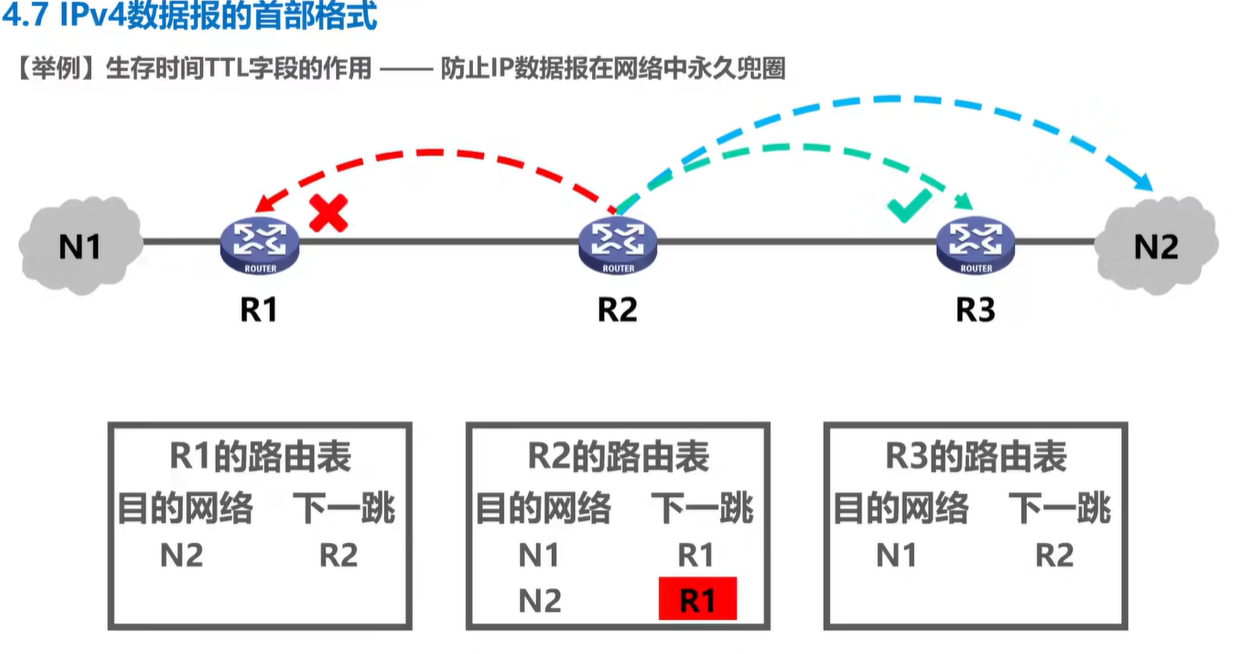 4.7 IPv4数据报的首部格式
【举例】生存时间TTL字段的作用 —— 防止IP数据报在网络中永久兜圈
N1
ROUTER
ROUTER
ROUTER
N2
R1
R2
R3
R1的路由表
目的网络 下一跳
N2 R2
R2的路由表
目的网络 下一跳
N1 R1
N2 R1
R3的路由表
目的网络 下一跳
N1 R2